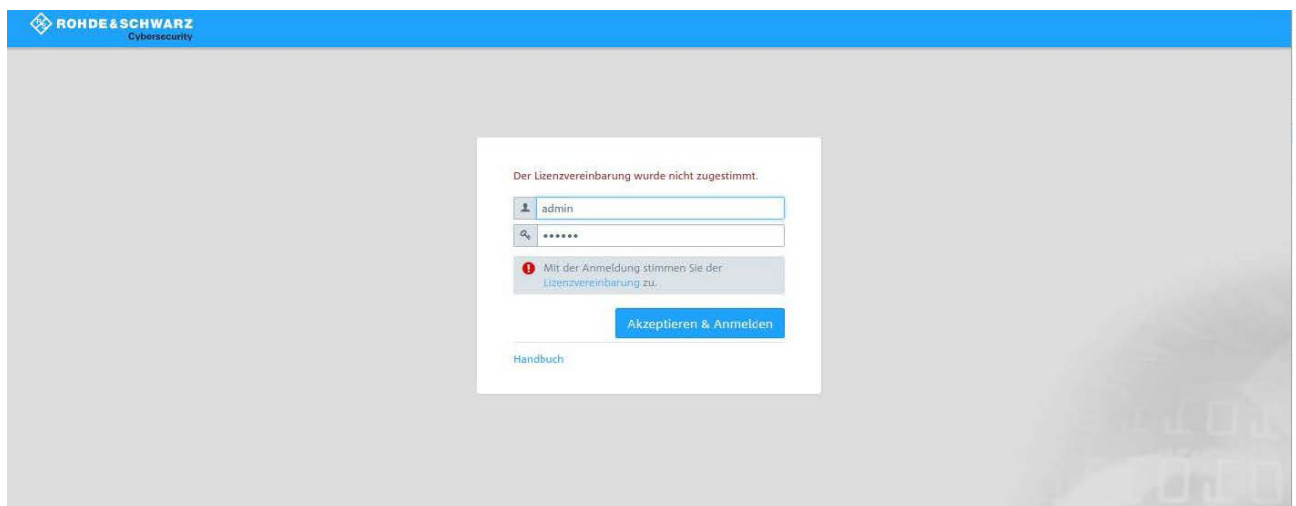 ROHDE&SCHWARZ
Cybersecurity
Der Lizenzvereinbarung wurde nicht zugestimmt.
admin
••••••
Mit der Anmeldung stimmen Sie der
Lizenzvereinbarung zu.
Akzeptieren & Anmelden
Handbuch